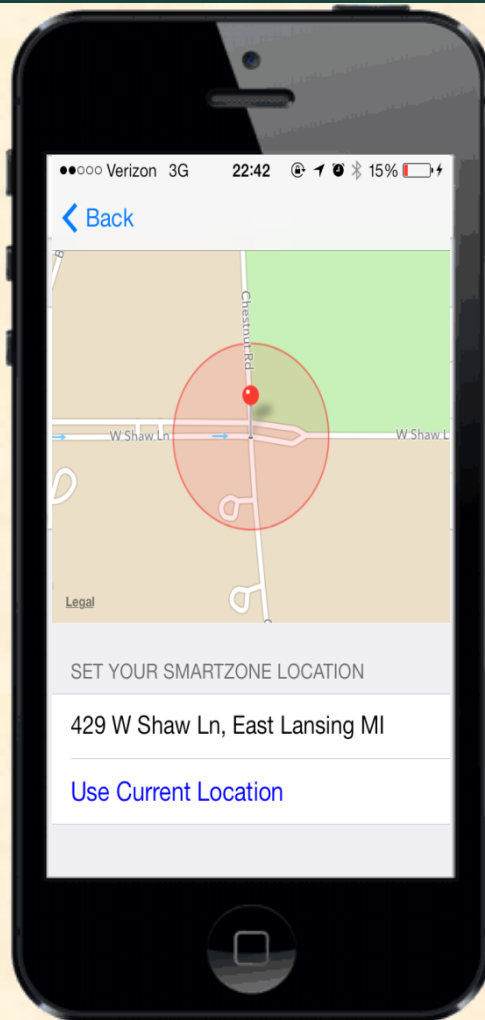 Verizon 3G 22:42 15%
Back
Chestnut Rd
W Shaw Ln
W Shaw L
Legal
SET YOUR SMARTZONE LOCATION
429 W Shaw Ln, East Lansing MI
Use Current Location